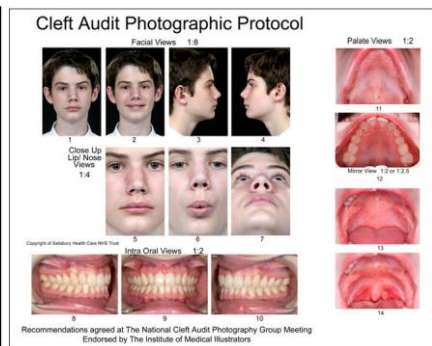 Cleft Audit Photographic Protocol
Facial Views 1:8
1
2
3
4
Close Up
Lip/ Nose
Views
1:4
5
6
7
Copyright of Salisbury Health Care NHS Trust
Intra Oral Views 1:2
8
9
10
Palate Views 1:2
11
Mirror View 1:2 or 1:2.5
12
13
14
Recommendations agreed at The National Cleft Audit Photography Group Meeting
Endorsed by The Institute of Medical Illustrators